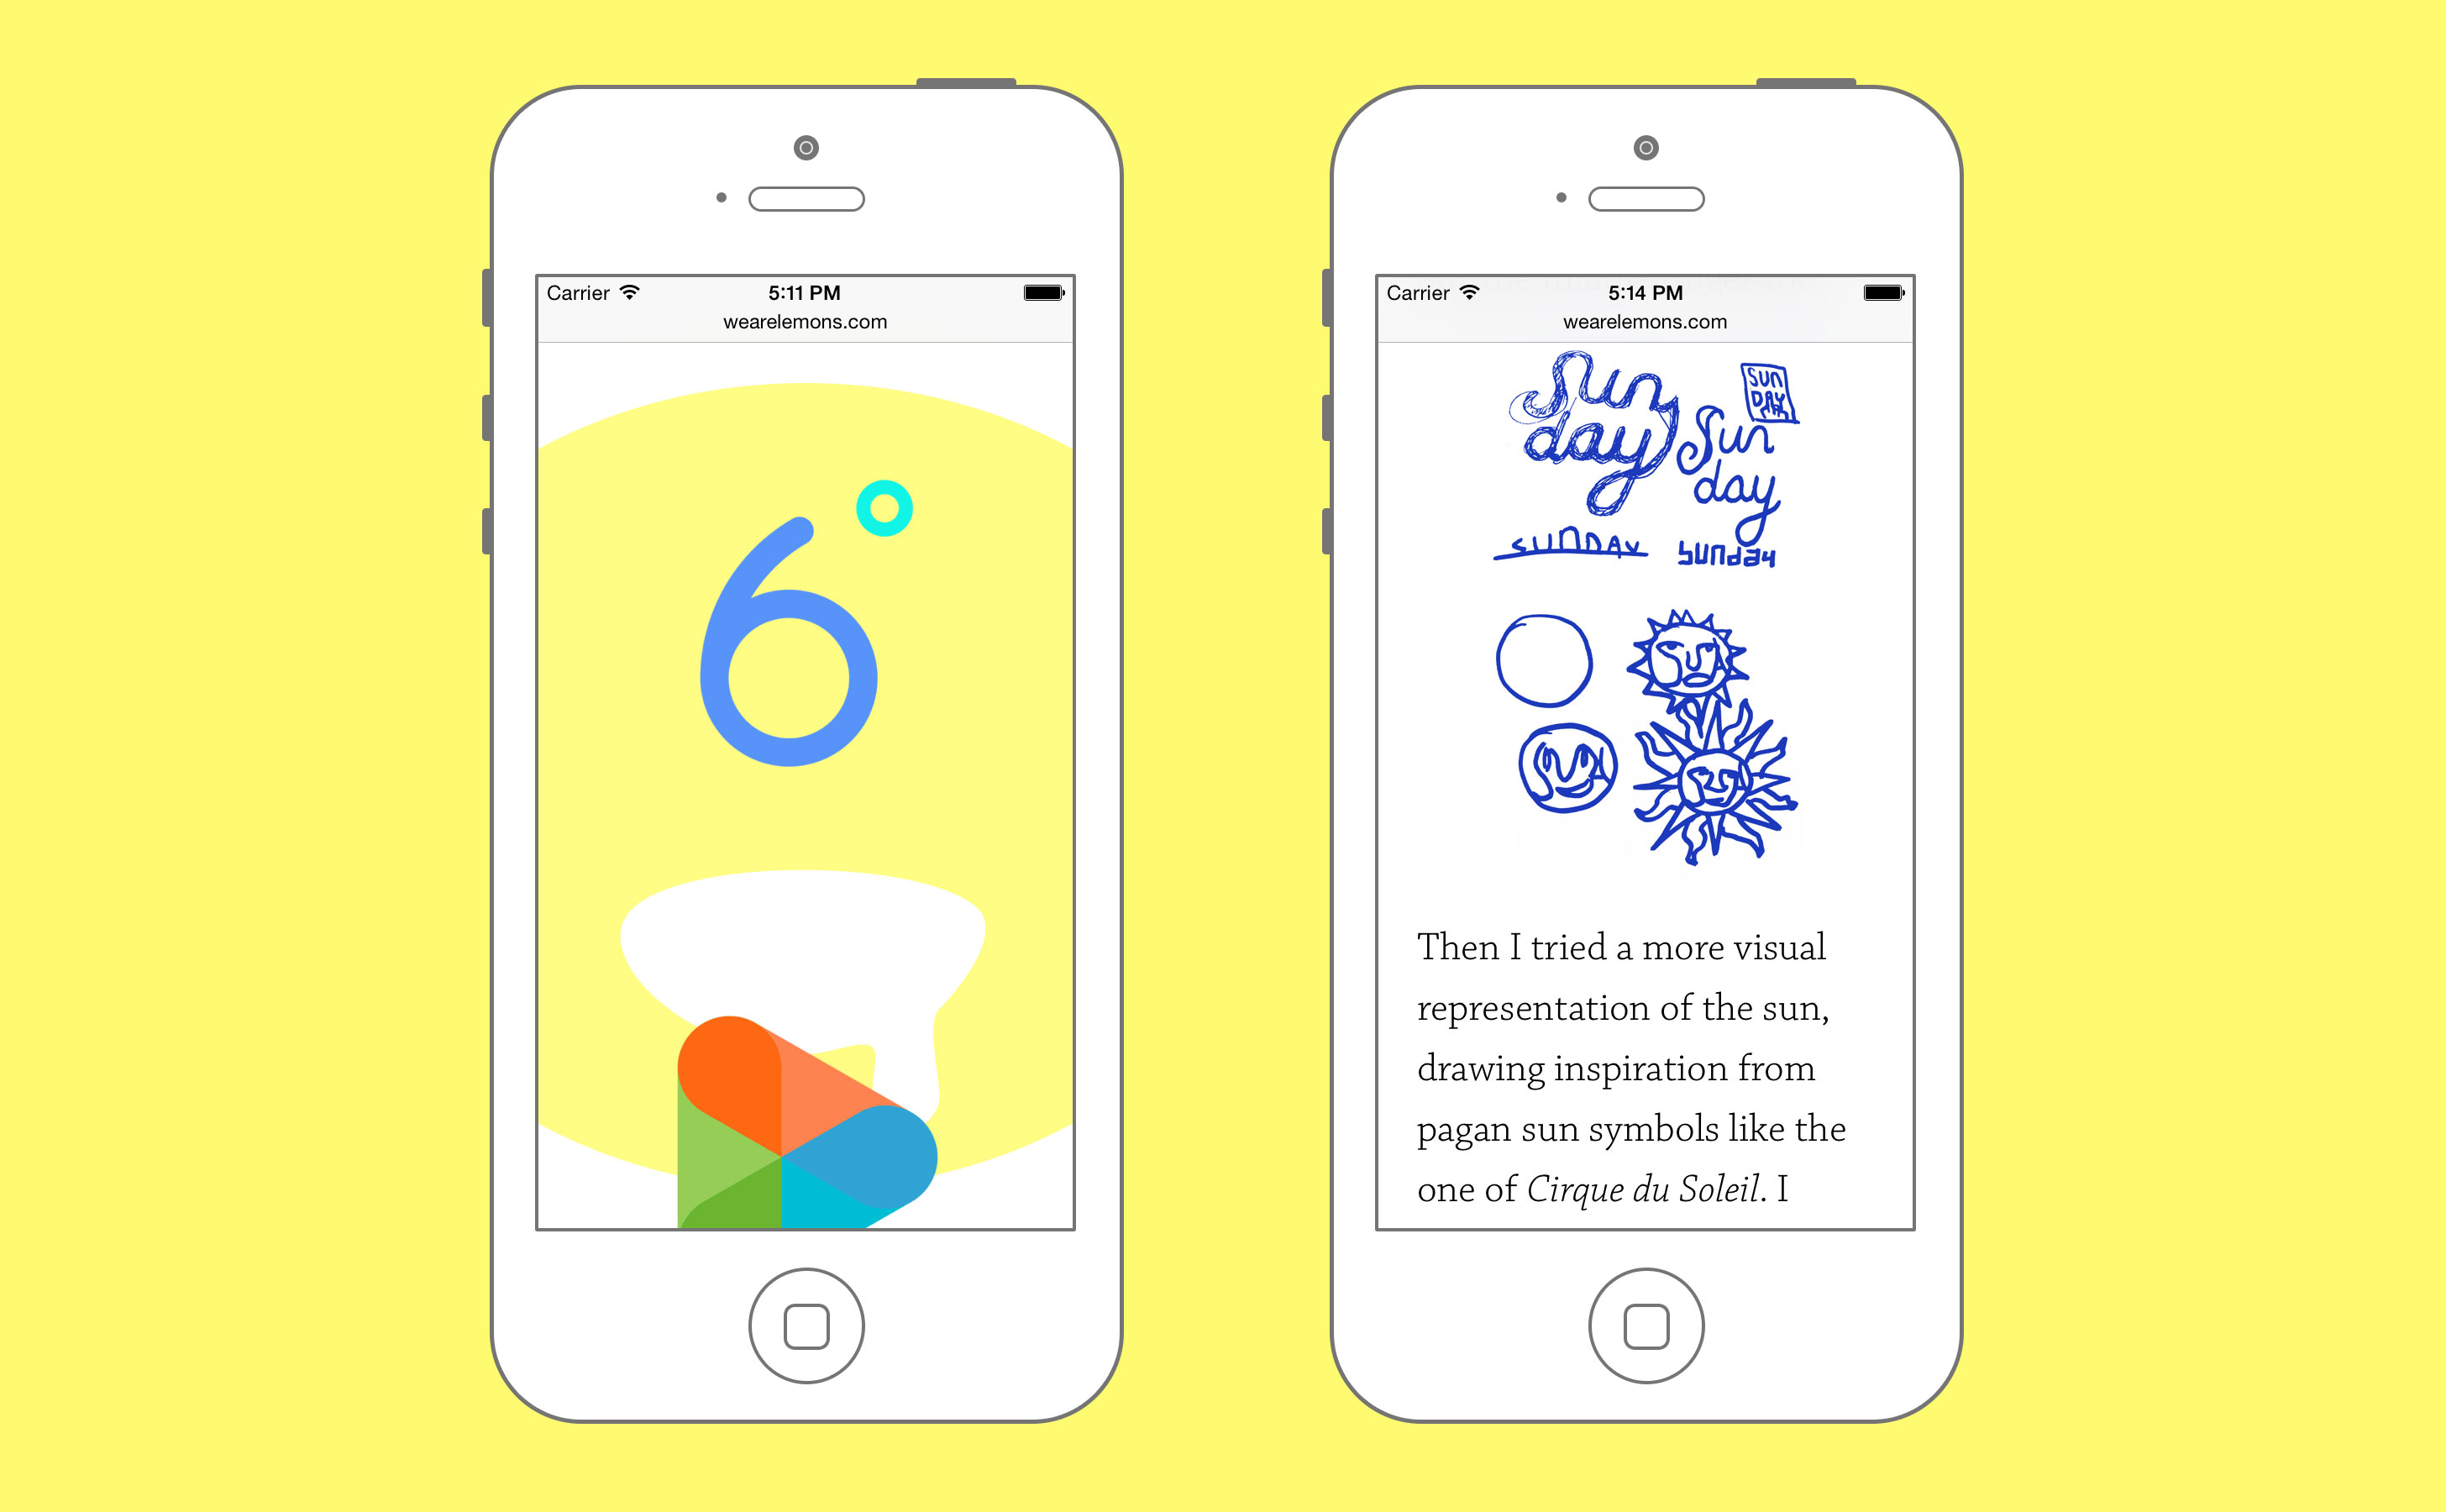 Carrier 5:11 PM
wearelemons.com
6°
Carrier 5:14 PM
wearelemons.com
Sun
day
SUN
DAY
Sun
day
SUNDAY
sunday
Then I tried a more visual
representation of the sun,
drawing inspiration from
pagan sun symbols like the
one of Cirque du Soleil. I